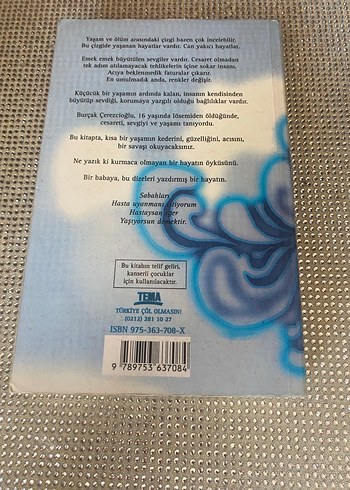 Yaşam ve ölüm arasındaki çizgi bazen çok incelebilir.
Bu çizgide yaşanan hayatlar vardır. Can yakıcı hayatlar.
Emek emek büyütülen sevgiler vardır. Cesaret olmadan
tek adım atılamayacak tehlikelerin içine sokar insanı.
Acıya beklenmedik faturalar çıkarır.
En umulmadık anda, renkler değişir.
Küçücük bir yaşamın ardında kalan, insanın kendisinden
büyütüp sevdiği, korumaya yazgılı olduğu bağlılıklar vardır.
Burçak Çerezcioğlu, 16 yaşında lösemiden öldüğünde,
cesareti, sevgiyi ve yaşamı tanıyordu.
Bu kitapta, kısa bir yaşamın kederini, güzelliğini, acısını,
bir savaşı okuyacaksınız.
Ne yazık ki kurmaca olmayan bir hayatın öyküsünü.
Bir babaya, bu dizeleri yazdırmış bir hayatın.
Sabahları
Hasta uyanmanı istiyorum
Hastaysan eğer
Yaşıyorsun demektir.
Bu kitabın telif geliri,
kanserli çocuklar
için kullanılacaktır.
TEMA
TÜRKİYE ÇÖL OLMASIN!
(0212) 281 10 27
ISBN 975-363-708-X
9 789753 637084